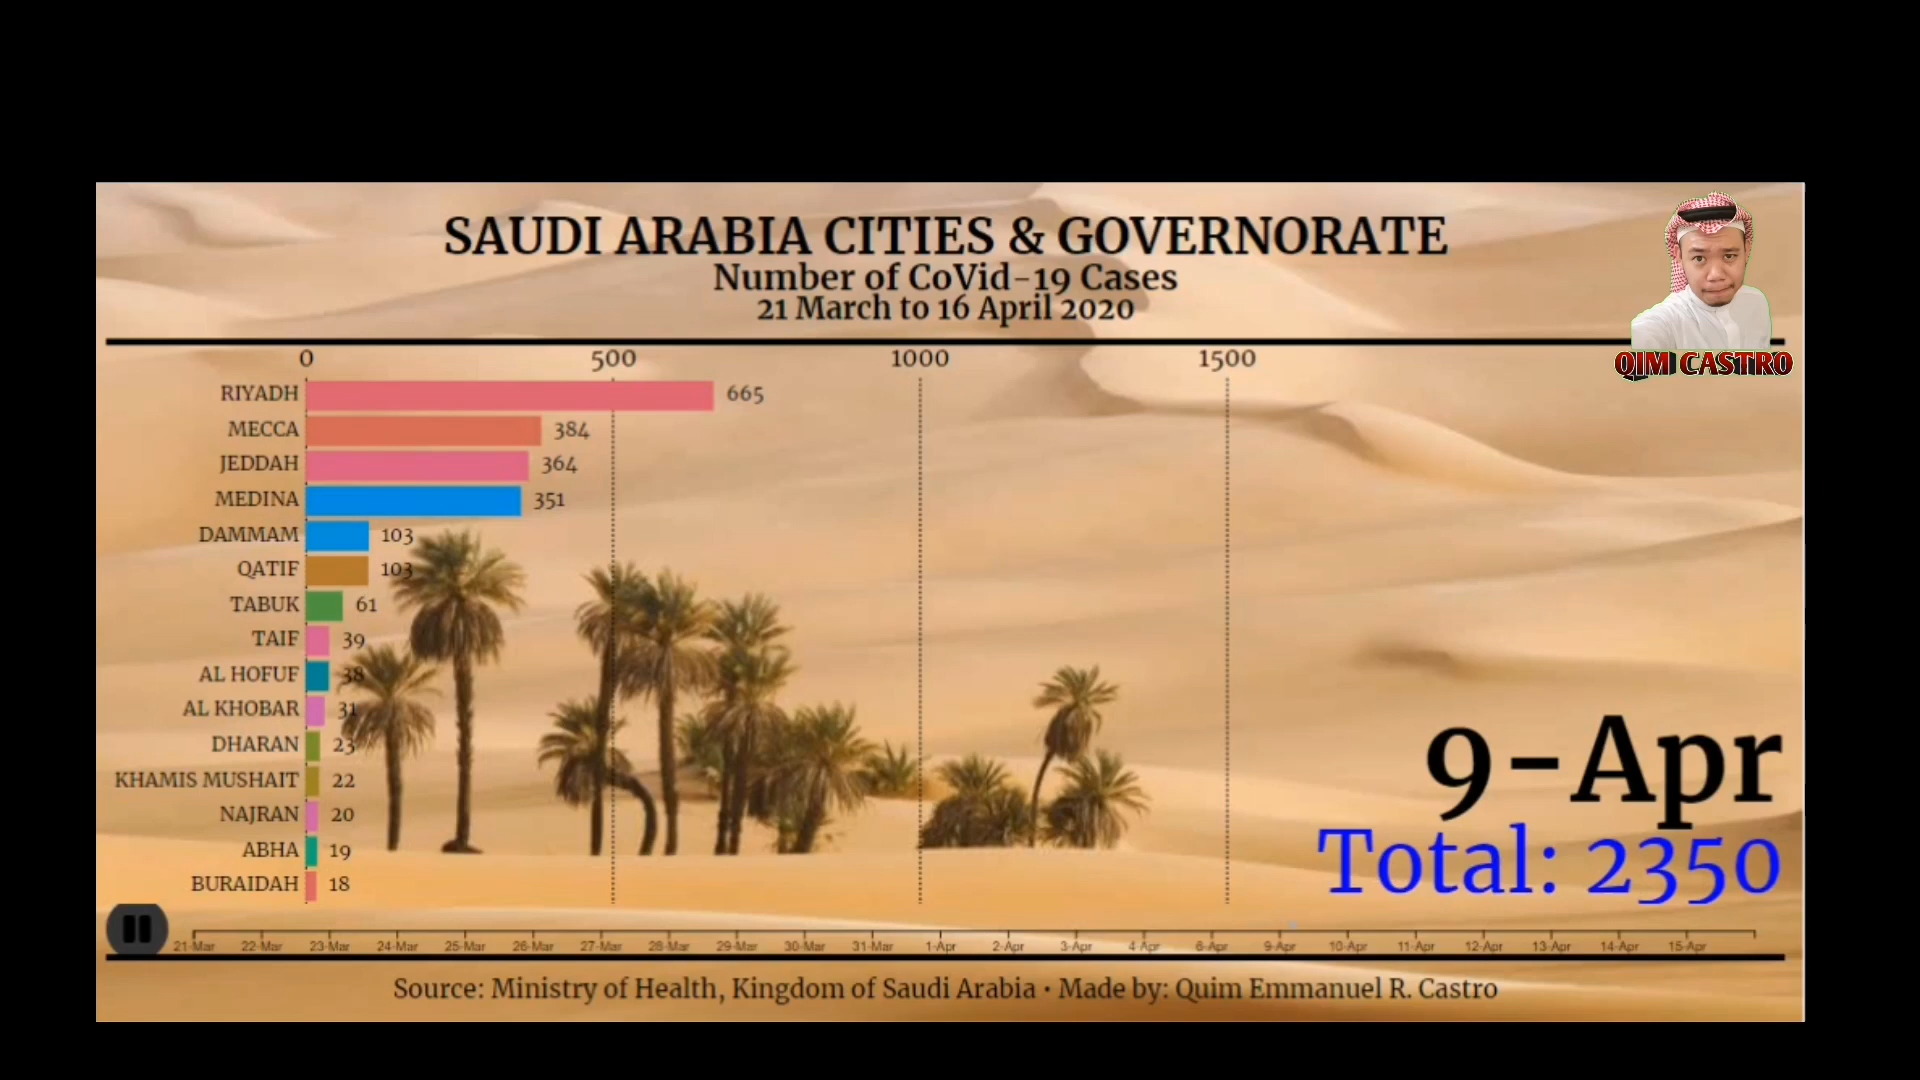 SAUDI ARABIA CITIES & GOVERNORATE
Number of CoVid-19 Cases
21 March to 16 April 2020
QIM CASTRO
0 500 1000 1500
RIYADH 665
MECCA 384
JEDDAH 364
MEDINA 351
DAMMAM 103
QATIF 103
TABUK 61
TAIF 39
AL HOFUF 38
AL KHOBAR 31
DHARAN 23
KHAMIS MUSHAIT 22
NAJRAN 20
ABHA 19
BURAIDAH 18
9-Apr
Total: 2350
21-Mar 22-Mar 23-Mar 24-Mar 25-Mar 26-Mar 27-Mar 28-Mar 29-Mar 30-Mar 31-Mar 1-Apr 2-Apr 3-Apr 4-Apr 6-Apr 9-Apr 10-Apr 11-Apr 12-Apr 13-Apr 14-Apr 15-Apr
Source: Ministry of Health, Kingdom of Saudi Arabia • Made by: Quim Emmanuel R. Castro